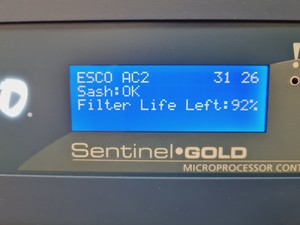 ESCO AC2 31 26
Sash:OK
Filter Life Left:92%
Sentinel•GOLD
MICROPROCESSOR CONT